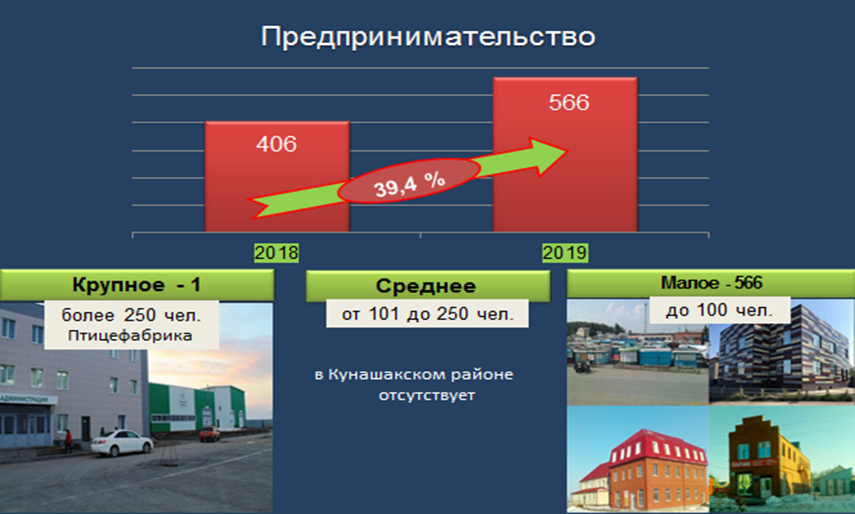 Предпринимательство
406
566
39,4 %
2018
2019
Крупное - 1
более 250 чел.
Птицефабрика
АДМИНИСТРАЦИЯ
Среднее
от 101 до 250 чел.
в Кунашакском районе
отсутствует
Малое - 566
до 100 чел.